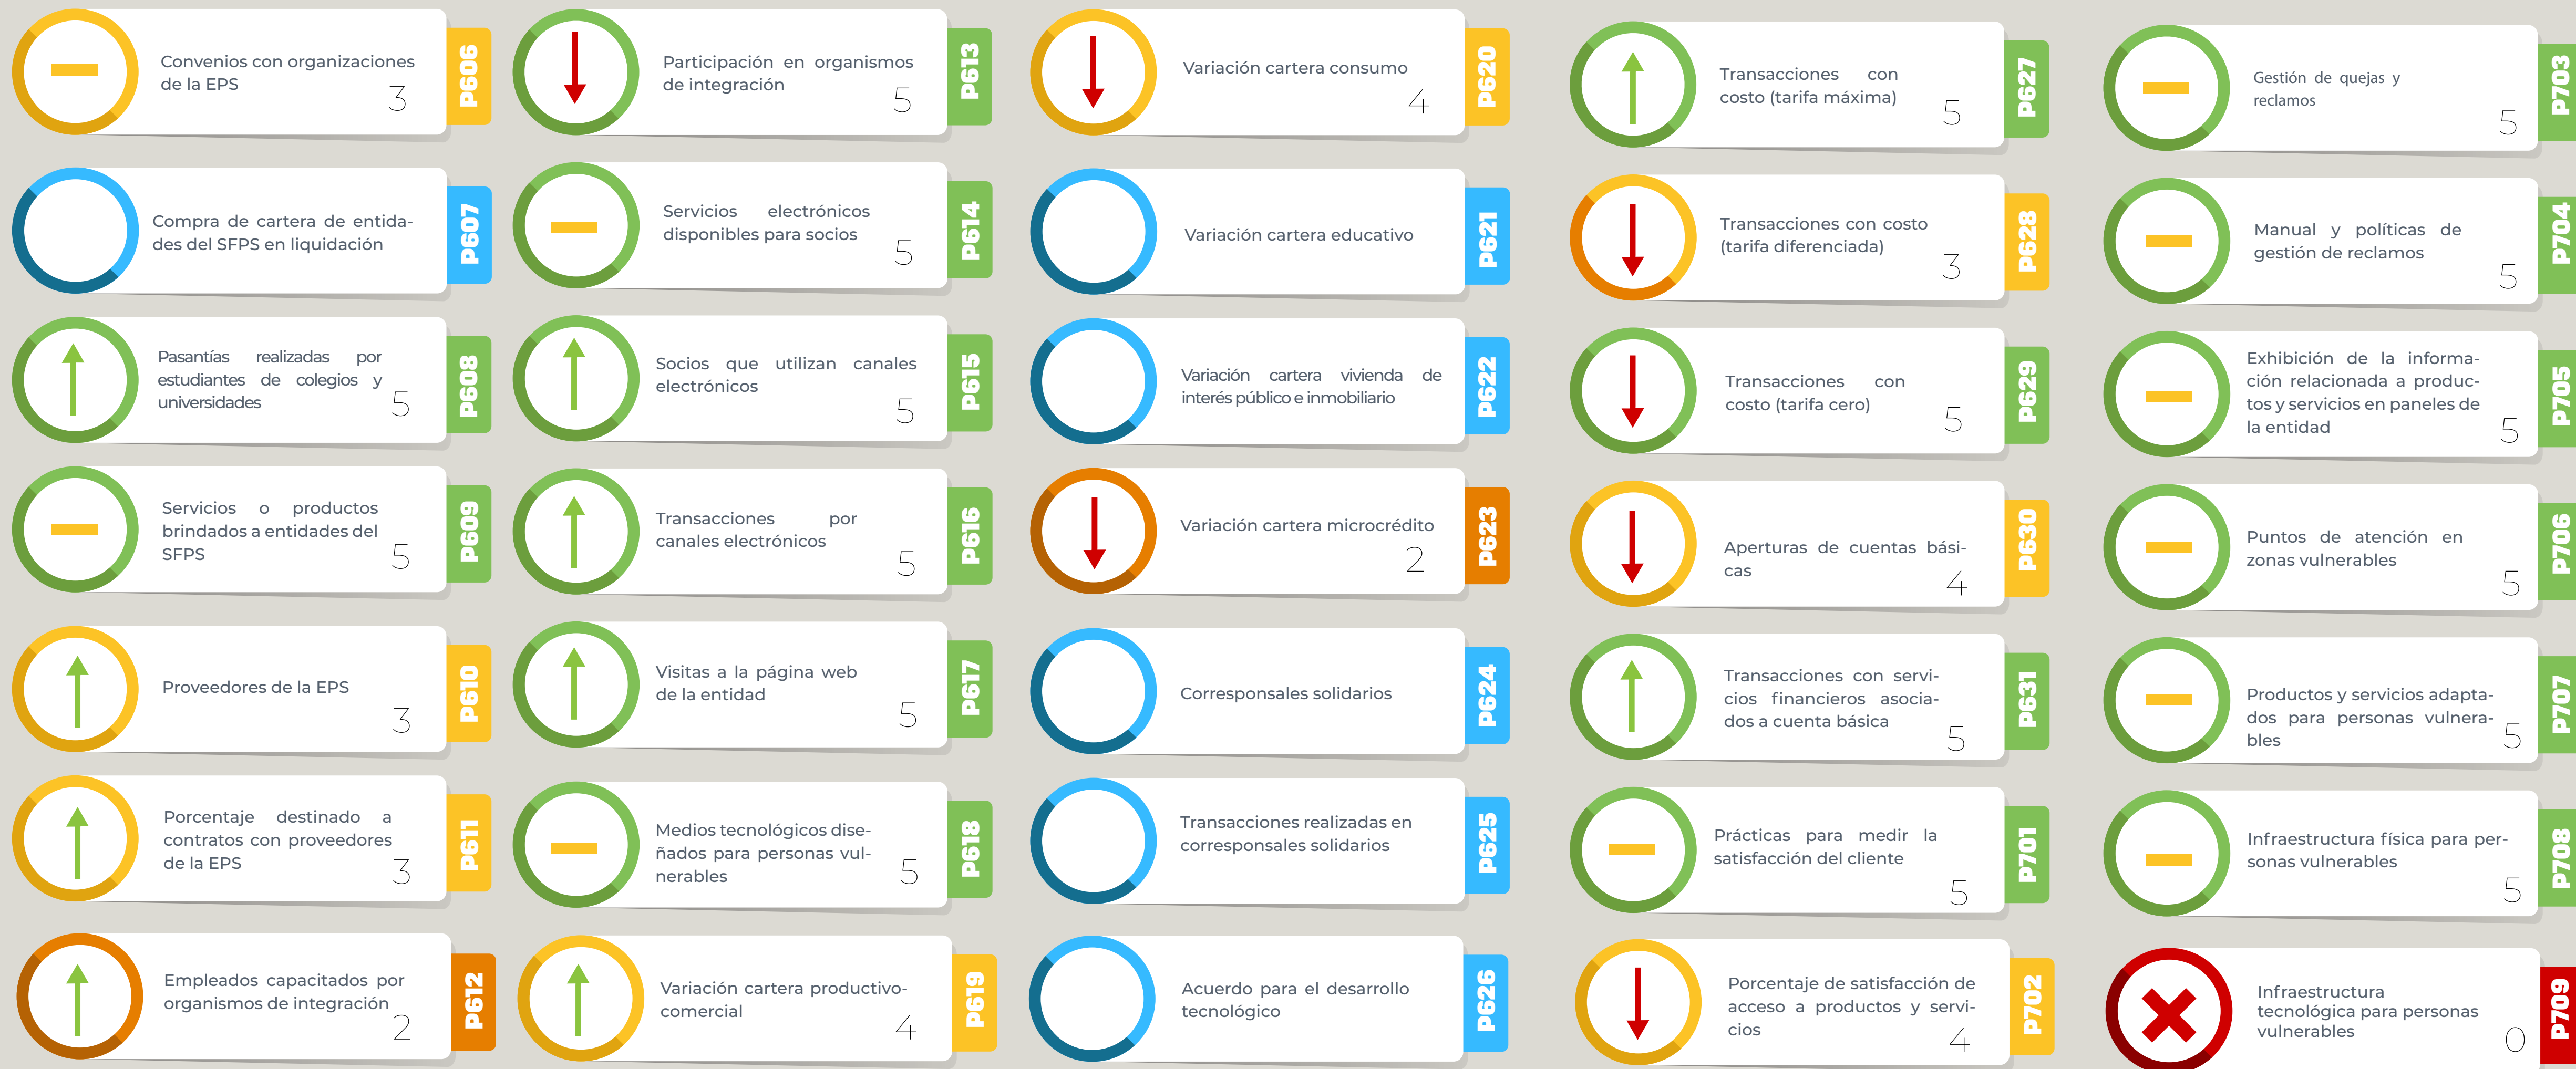 Convenios con organizaciones
de la EPS
3
P606
Compra de cartera de entida-
des del SFPS en liquidación
P607
Pasantías realizadas por
estudiantes de colegios y
universidades
5
P608
Servicios o productos
brindados a entidades del
SFPS
5
P609
Proveedores de la EPS
3
P610
Porcentaje destinado a
contratos con proveedores
de la EPS
3
P611
Empleados capacitados por
organismos de integración
2
P612
Participación en organismos
de integración
5
P613
Servicios electrónicos
disponibles para socios
5
P614
Socios que utilizan canales
electrónicos
5
P615
Transacciones por
canales electrónicos
5
P616
Visitas a la página web
de la entidad
5
P617
Medios tecnológicos dise-
ñados para personas vul-
nerables
5
P618
Variación cartera productivo-
comercial
4
P619
Variación cartera consumo
4
P620
Variación cartera educativo
P621
Variación cartera vivienda de
interés público e inmobiliario
P622
Variación cartera microcrédito
2
P623
Corresponsales solidarios
P624
Transacciones realizadas en
corresponsales solidarios
P625
Acuerdo para el desarrollo
tecnológico
P626
Transacciones con
costo (tarifa máxima)
5
P627
Transacciones con costo
(tarifa diferenciada)
3
P628
Transacciones con
costo (tarifa cero)
5
P629
Aperturas de cuentas bási-
cas
4
P630
Transacciones con servi-
cios financieros asocia-
dos a cuenta básica
5
P631
Prácticas para medir la
satisfacción del cliente
5
P701
Porcentaje de satisfacción de
acceso a productos y servi-
cios
4
P702
Gestión de quejas y
reclamos
5
P703
Manual y políticas de
gestión de reclamos
5
P704
Exhibición de la informa-
ción relacionada a produc-
tos y servicios en paneles de
la entidad
5
P705
Puntos de atención en
zonas vulnerables
5
P706
Productos y servicios adapta-
dos para personas vulnera-
bles
5
P707
Infraestructura física para per-
sonas vulnerables
5
P708
Infraestructura
tecnológica para personas
vulnerables
0
P709